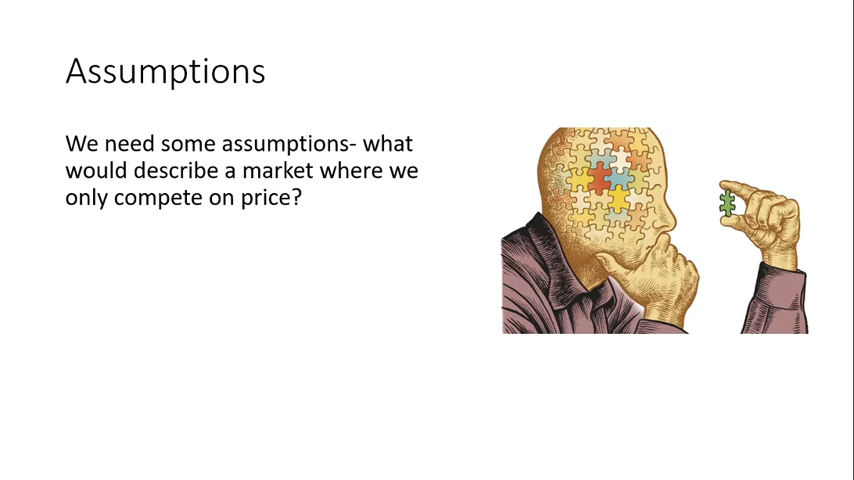 Assumptions
We need some assumptions- what
would describe a market where we
only compete on price?